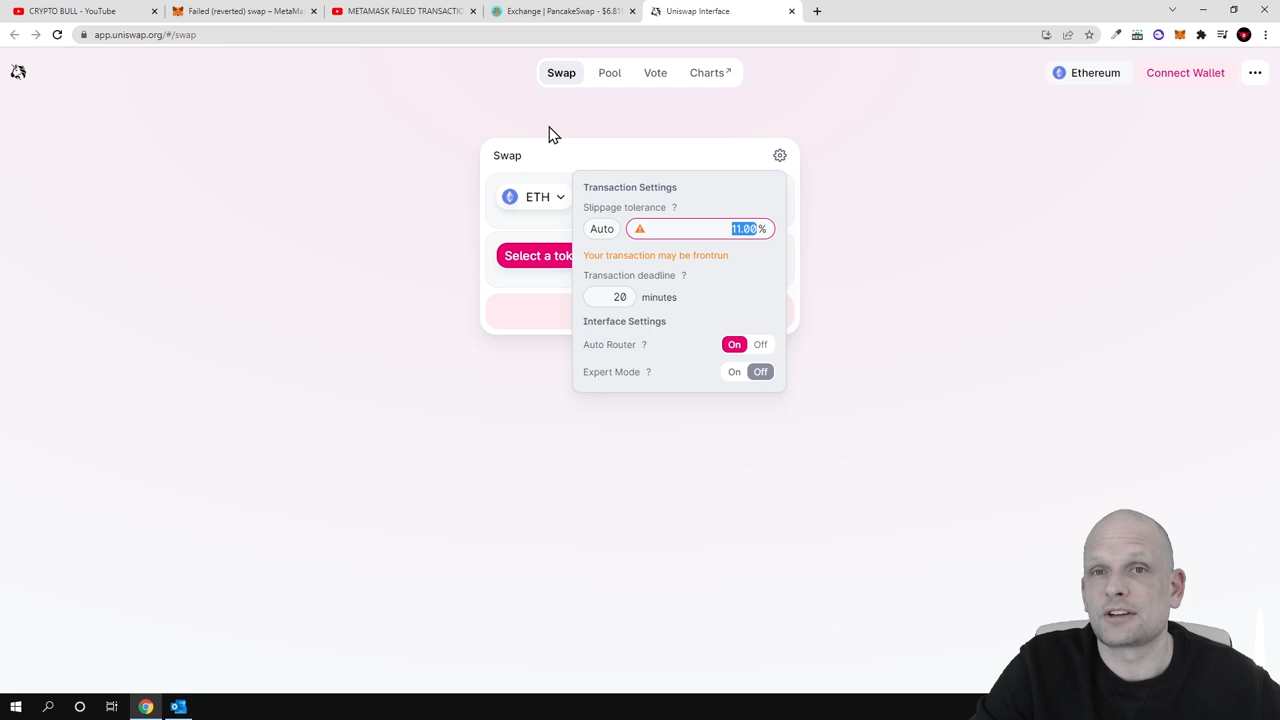 CRYPTO BULL - YouTube
Failed (reverted) swap – MetaMa
METAMASK FAILED TRANSACTIO
Exchange | PancakeSwap - $6.815
Uniswap Interface
app.uniswap.org/#/swap
Swap
Pool
Vote
Charts↗
Ethereum
Connect Wallet
Swap
ETH
Select a tok
Transaction Settings
Slippage tolerance ?
Auto
11.00%
Your transaction may be frontrun
Transaction deadline ?
20 minutes
Interface Settings
Auto Router ?
On Off
Expert Mode ?
On Off